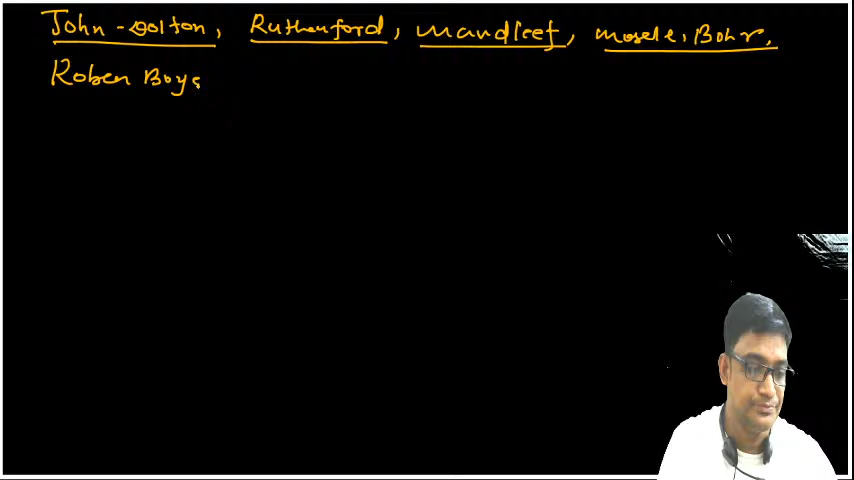 John-Dolton, Rutherford, Mandleef, Mosele, Bohr,
Roben Boys